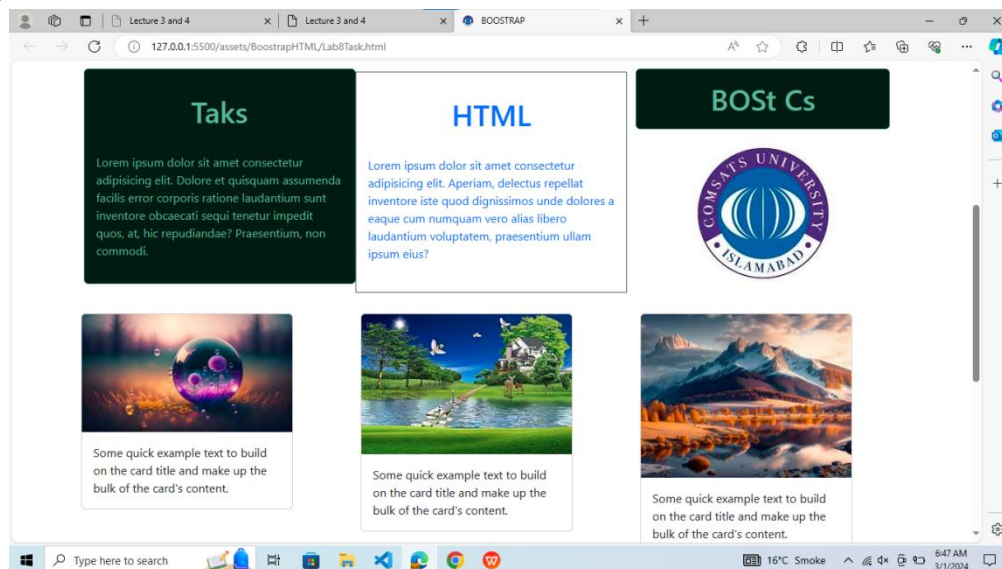 Lecture 3 and 4
Lecture 3 and 4
BOOSTRAP
127.0.0.1:5500/assets/BoostrapHTML/Lab8Task.html
Taks
Lorem ipsum dolor sit amet consectetur
adipisicing elit. Dolore et quisquam assumenda
facilis error corporis ratione laudantium sunt
inventore obcaecati sequi tenetur impedit
quos, at, hic repudiandae? Praesentium, non
commodi.
HTML
Lorem ipsum dolor sit amet consectetur
adipisicing elit. Aperiam, delectus repellat
inventore iste quod dignissimos unde dolores a
eaque cum numquam vero alias libero
laudantium voluptatem, praesentium ullam
ipsum eius?
BOSt Cs
COMSATS UNIVERSITY
ISLAMABAD
Some quick example text to build
on the card title and make up the
bulk of the card's content.
Some quick example text to build
on the card title and make up the
bulk of the card's content.
Some quick example text to build
on the card title and make up the
bulk of the card's content.
Type here to search
16°C Smoke
6:47 AM
3/1/2024